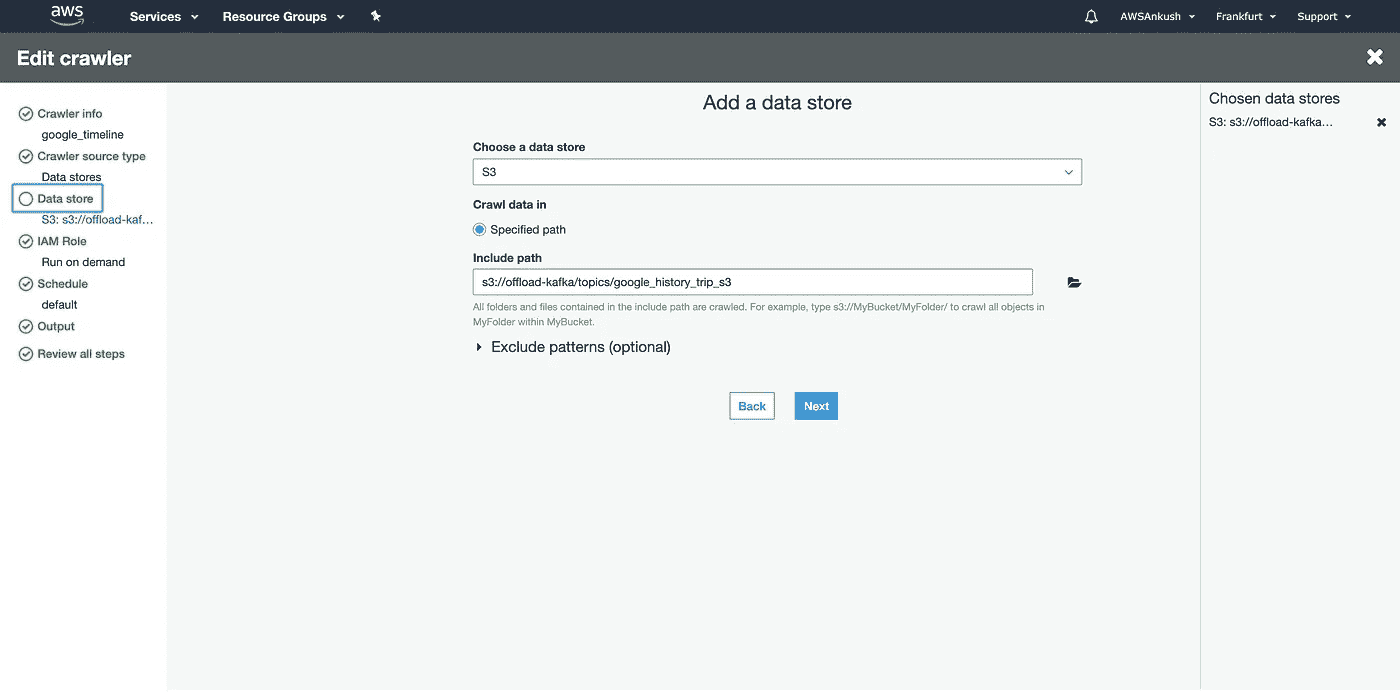 aws
Services
Resource Groups
AWSAnkush
Frankfurt
Support
Edit crawler
Crawler info
google_timeline
Crawler source type
Data stores
Data store
S3: s3://offload-kaf...
IAM Role
Run on demand
Schedule
default
Output
Review all steps
Add a data store
Choose a data store
S3
Crawl data in
Specified path
Include path
s3://offload-kafka/topics/google_history_trip_s3
All folders and files contained in the include path are crawled. For example, type s3://MyBucket/MyFolder/ to crawl all objects in
MyFolder within MyBucket.
Exclude patterns (optional)
Back
Next
Chosen data stores
S3: s3://offload-kafka...